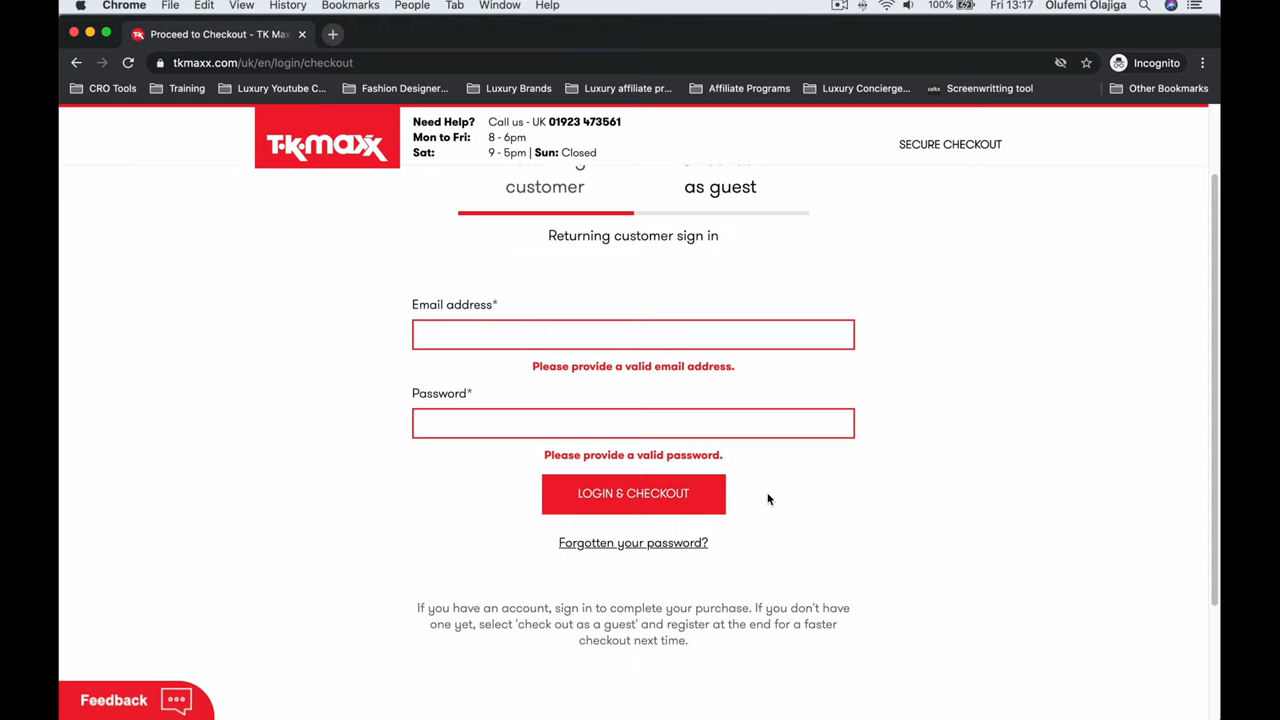 Chrome File Edit View History Bookmarks People Tab Window Help 100% Fri 13:17 Olufemi Olajiga
Proceed to Checkout - TK Max
tkmaxx.com/uk/en/login/checkout Incognito
CRO Tools Training Luxury Youtube C... Fashion Designer... Luxury Brands Luxury affiliate pr... Affiliate Programs Luxury Concierge... celtx Screenwritting tool Other Bookmarks
TK-maxx
Need Help? Call us - UK 01923 473561
Mon to Fri: 8 - 6pm
Sat: 9 - 5pm | Sun: Closed
SECURE CHECKOUT
customer
as guest
Returning customer sign in
Email address*
Please provide a valid email address.
Password*
Please provide a valid password.
LOGIN & CHECKOUT
Forgotten your password?
If you have an account, sign in to complete your purchase. If you don't have
one yet, select 'check out as a guest' and register at the end for a faster
checkout next time.
Feedback